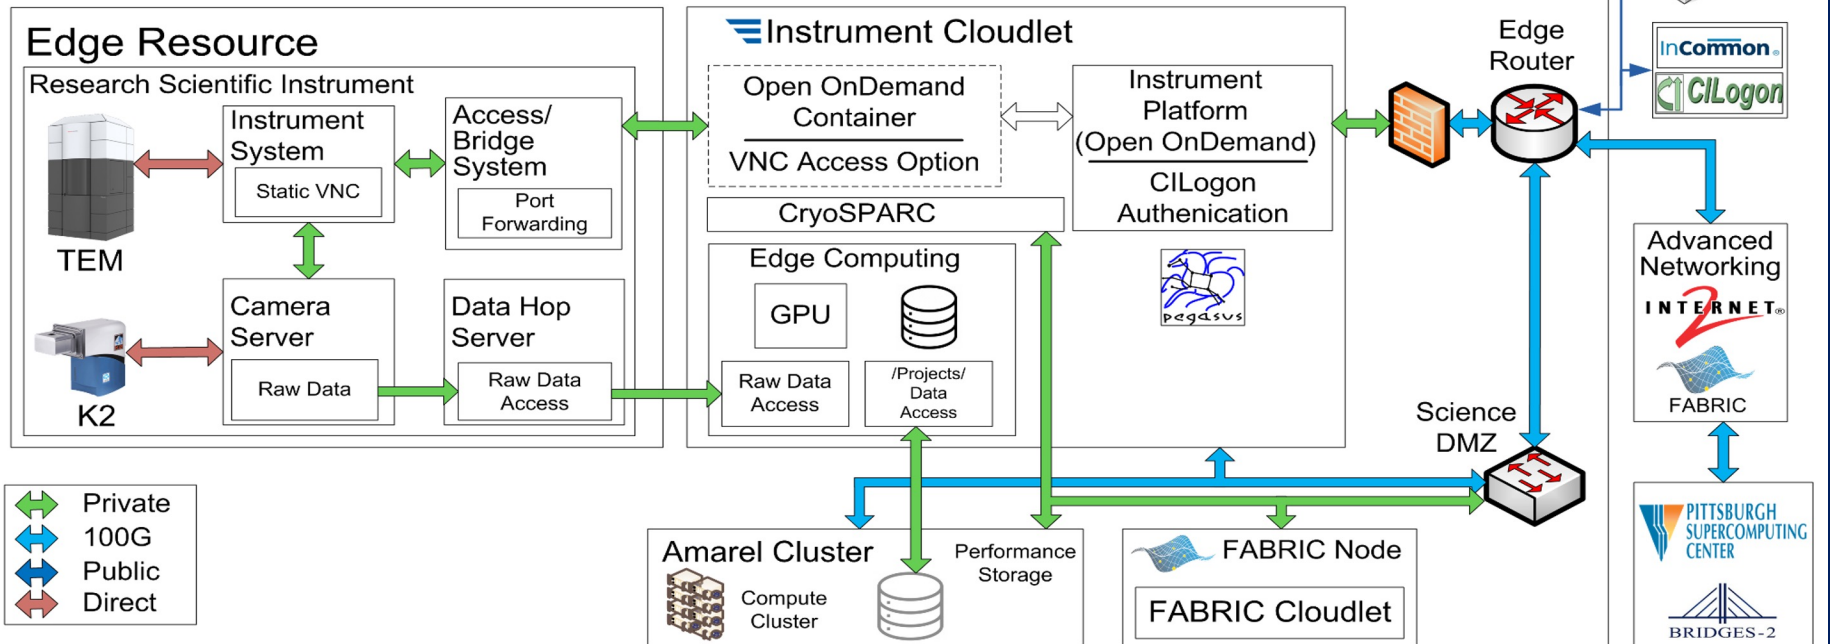 Edge Resource
Research Scientific Instrument
TEM
K2
Instrument
System
Static VNC
Access/
Bridge
System
Port
Forwarding
Camera
Server
Raw Data
Data Hop
Server
Raw Data
Access
Instrument Cloudlet
Open OnDemand
Container
VNC Access Option
Instrument
Platform
(Open OnDemand)
CILogon
Authenication
CryoSPARC
Edge Computing
GPU
Raw Data
Access
/Projects/
Data
Access
pegasus
Edge
Router
InCommon®
CILogon
Advanced
Networking
INTERNET®
2
FABRIC
Science
DMZ
PITTSBURGH
SUPERCOMPUTING
CENTER
BRIDGES-2
Private
100G
Public
Direct
Amarel Cluster
Compute
Cluster
Performance
Storage
FABRIC Node
FABRIC Cloudlet